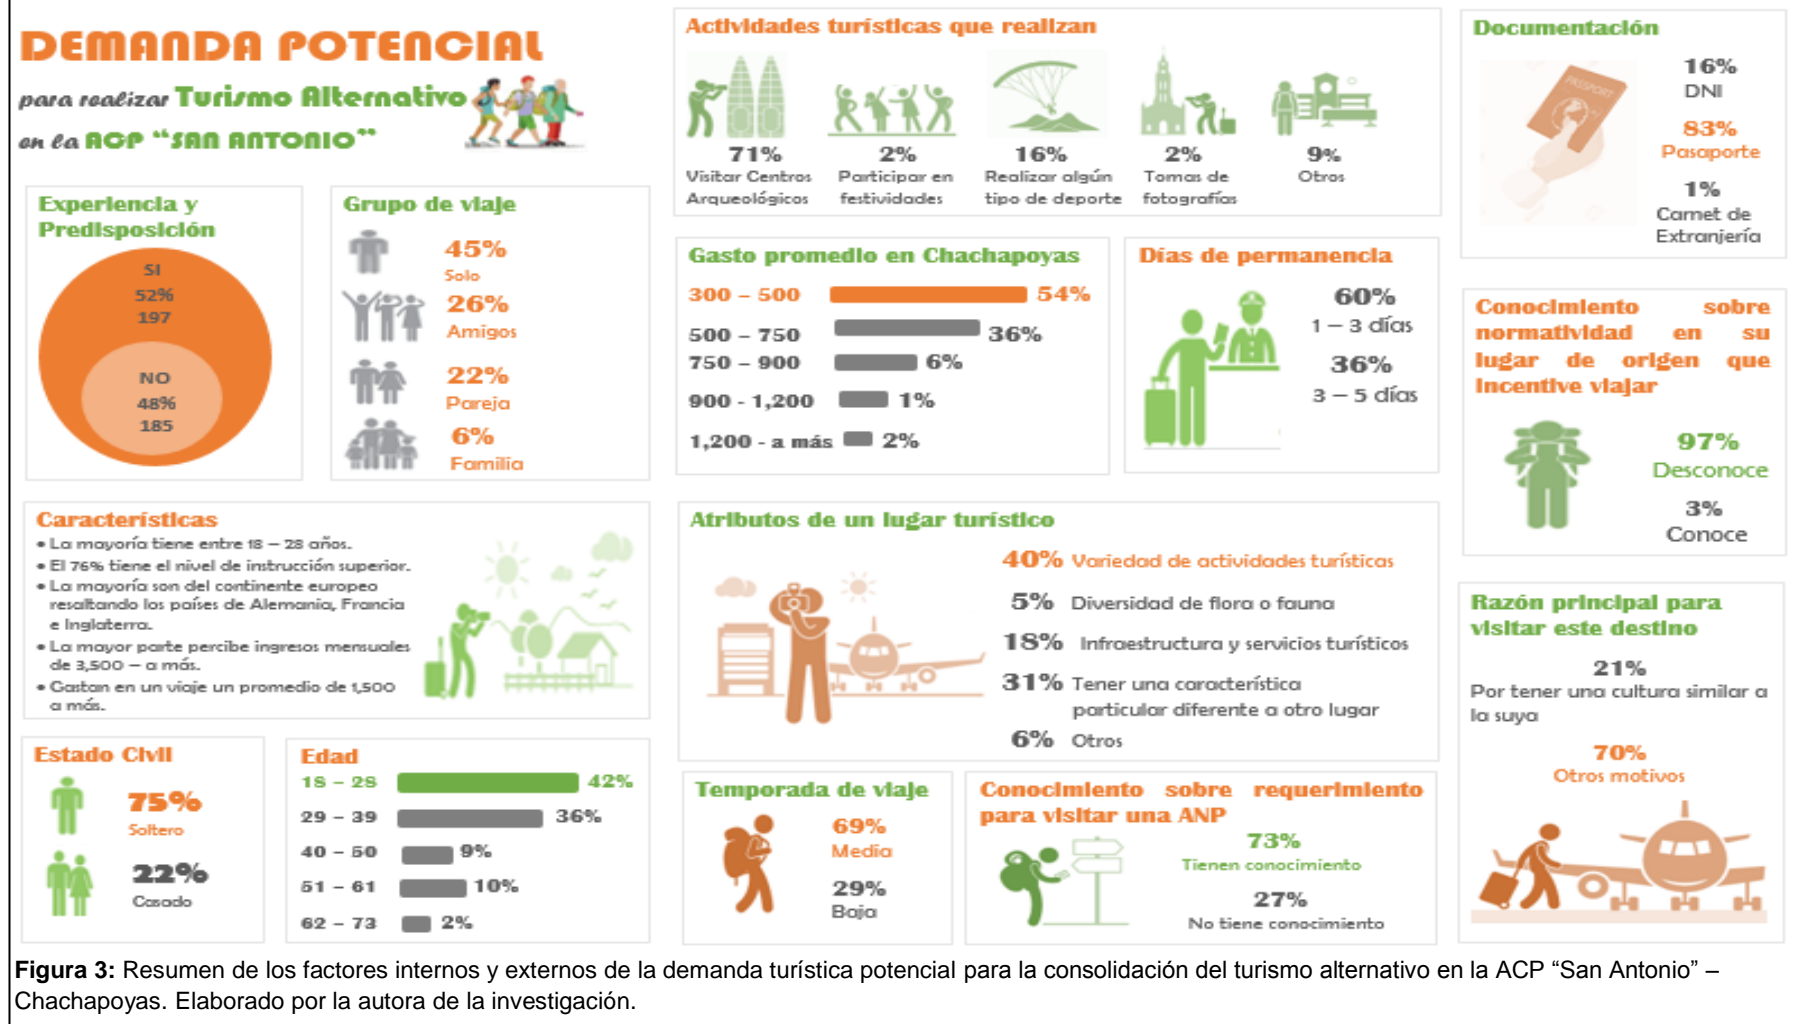 DEMANDA POTENCIAL
para realizar Turismo Alternativo
en la ACP “SAN ANTONIO”
Experiencia y
Predisposición
SI
52%
197
NO
48%
185
Grupo de viaje
45%
Solo
26%
Amigos
22%
Pareja
6%
Familia
Características
• La mayoría tiene entre 18 – 28 años.
• El 76% tiene el nivel de instrucción superior.
• La mayoría son del continente europeo
resaltando los países de Alemania, Francia
e Inglaterra.
• La mayor parte percibe ingresos mensuales
de 3,500 – a más.
• Gastan en un viaje un promedio de 1,500
a más.
Estado Civil
75%
Soltero
22%
Casado
Edad
18 – 28 42%
29 – 39 36%
40 – 50 9%
51 – 61 10%
62 – 73 2%
Actividades turísticas que realizan
71%
Visitar Centros
Arqueológicos
2%
Participar en
festividades
16%
Realizar algún
tipo de deporte
2%
Tomas de
fotografías
9%
Otros
Gasto promedio en Chachapoyas
300 – 500 54%
500 – 750 36%
750 – 900 6%
900 - 1,200 1%
1,200 - a más 2%
Días de permanencia
60%
1 – 3 días
36%
3 – 5 días
Atributos de un lugar turístico
40% Variedad de actividades turísticas
5% Diversidad de flora o fauna
18% Infraestructura y servicios turísticos
31% Tener una característica
particular diferente a otro lugar
6% Otros
Temporada de viaje
69%
Media
29%
Baja
Conocimiento sobre requerimiento
para visitar una ANP
73%
Tienen conocimiento
27%
No tiene conocimiento
Documentación
PASSPORT
16%
DNI
83%
Pasaporte
1%
Carnet de
Extranjería
Conocimiento sobre
normatividad en su
lugar de origen que
incentive viajar
97%
Desconoce
3%
Conoce
Razón principal para
visitar este destino
21%
Por tener una cultura similar a
la suya
70%
Otros motivos
Figura 3: Resumen de los factores internos y externos de la demanda turística potencial para la consolidación del turismo alternativo en la ACP “San Antonio” –
Chachapoyas. Elaborado por la autora de la investigación.